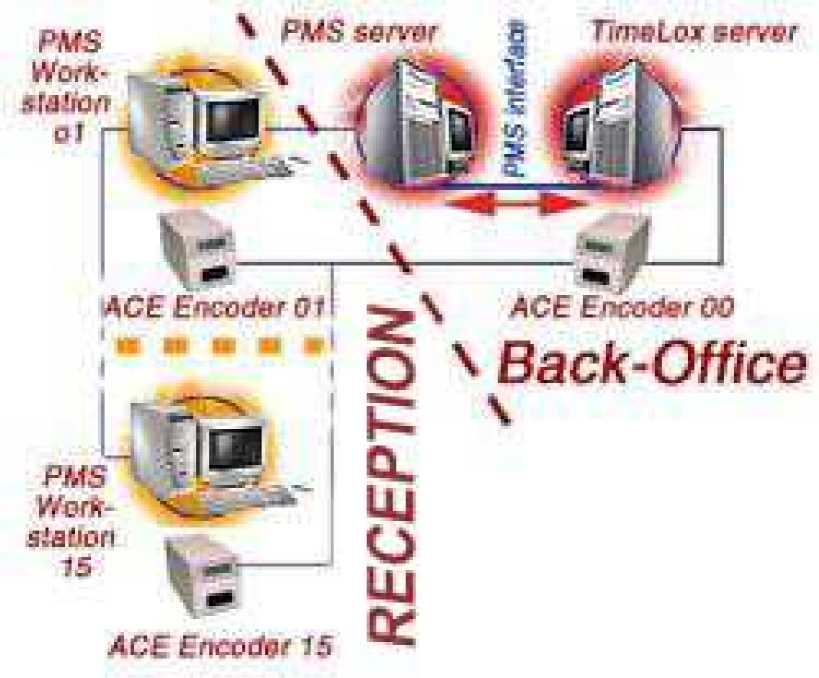 PMS
Work-
station
o1
PMS server
PMS interface
TimeLox server
ACE Encoder 01
ACE Encoder 00
RECEPTION
Back-Office
PMS
Work-
station
15
ACE Encoder 15